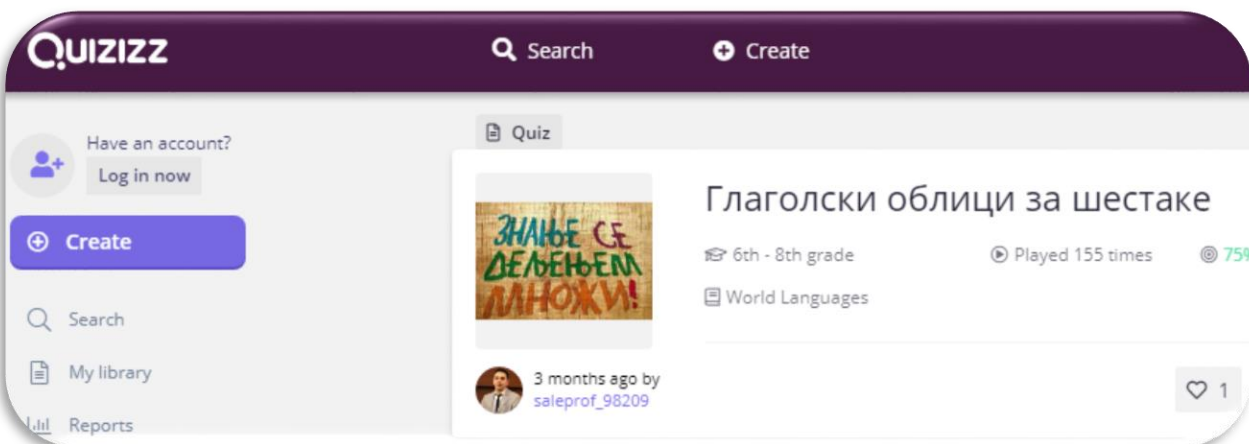 QUIZIZZ
Search
Create
Have an account?
Log in now
Create
Search
My library
Reports
Quiz
ЗНАЊЕ СЕ
ДЕЉЕЊЕМ
МНОЖИ!
Глаголски облици за шестаке
6th - 8th grade
Played 155 times
75%
World Languages
3 months ago by
saleprof_98209
1